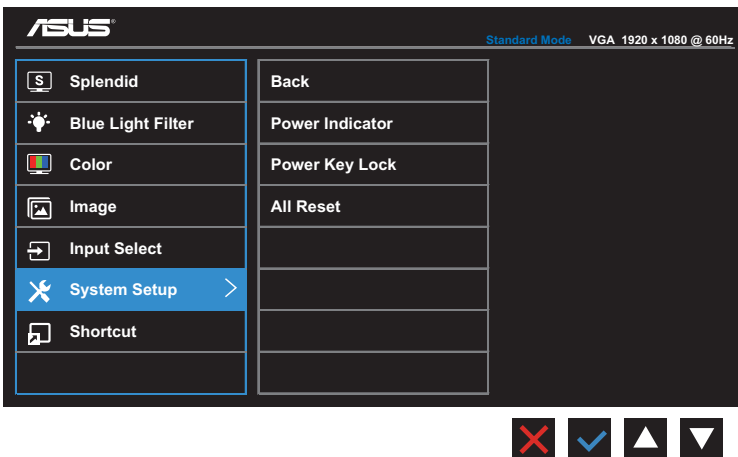 ASUS
Standard Mode VGA 1920 x 1080 @ 60Hz
S Splendid
Blue Light Filter
Color
Image
Input Select
System Setup
Shortcut
Back
Power Indicator
Power Key Lock
All Reset